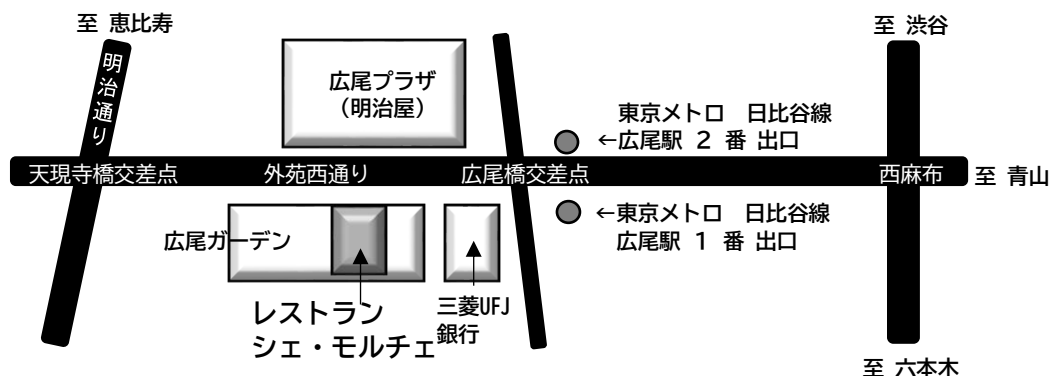 至 恵比寿
至 渋谷
明治通り
広尾プラザ
（明治屋）
東京メトロ 日比谷線
←広尾駅 2 番 出口
天現寺橋交差点
外苑西通り
広尾橋交差点
西麻布
至 青山
広尾ガーデン
←東京メトロ 日比谷線
広尾駅 1 番 出口
レストラン
シェ・モルチェ
三菱UFJ
銀行
至 六本木